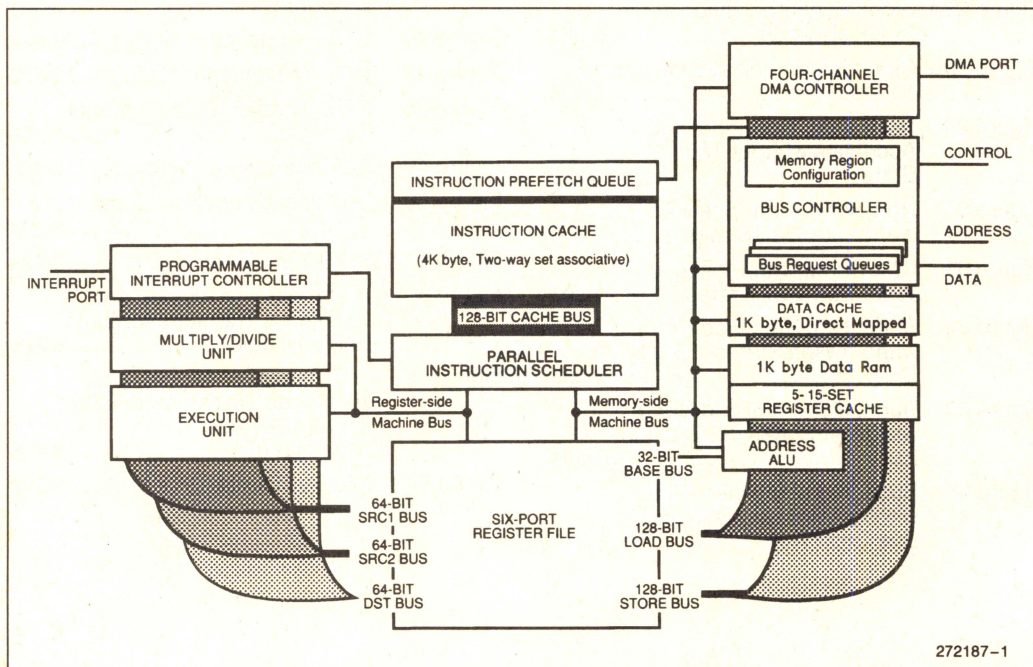 FOUR-CHANNEL
DMA CONTROLLER
DMA PORT
Memory Region
Configuration
CONTROL
BUS CONTROLLER
ADDRESS
Bus Request Queues
DATA
DATA CACHE
1K byte, Direct Mapped
1K byte Data Ram
5-15-SET
REGISTER CACHE
ADDRESS
ALU
INSTRUCTION PREFETCH QUEUE
INSTRUCTION CACHE
(4K byte, Two-way set associative)
128-BIT CACHE BUS
PARALLEL
INSTRUCTION SCHEDULER
INTERRUPT
PORT
PROGRAMMABLE
INTERRUPT CONTROLLER
MULTIPLY/DIVIDE
UNIT
EXECUTION
UNIT
Register-side
Machine Bus
Memory-side
Machine Bus
SIX-PORT
REGISTER FILE
64-BIT
SRC1 BUS
64-BIT
SRC2 BUS
64-BIT
DST BUS
32-BIT
BASE BUS
128-BIT
LOAD BUS
128-BIT
STORE BUS
272187-1